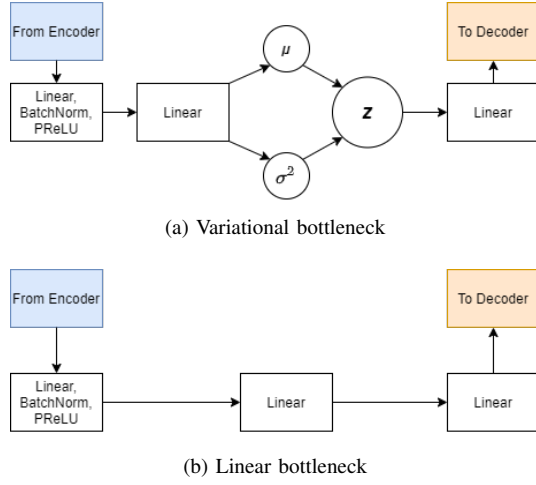 From Encoder
To Decoder
μ
Linear,
BatchNorm,
PReLU
Linear
z
Linear
σ²
(a) Variational bottleneck
From Encoder
To Decoder
Linear,
BatchNorm,
PReLU
Linear
Linear
(b) Linear bottleneck